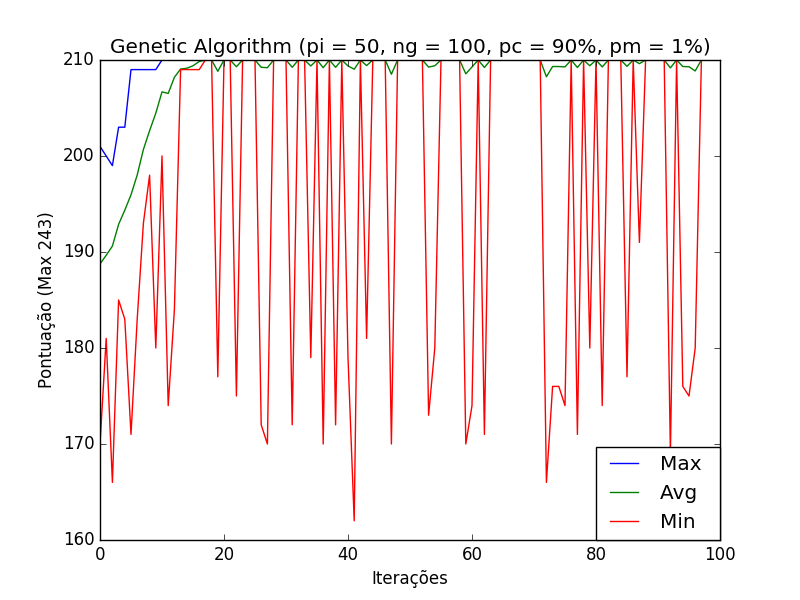 Genetic Algorithm (pi = 50, ng = 100, pc = 90%, pm = 1%)
210
200
190
180
170
160
Pontuação (Max 243)
0
20
40
60
80
100
Iterações
Max
Avg
Min